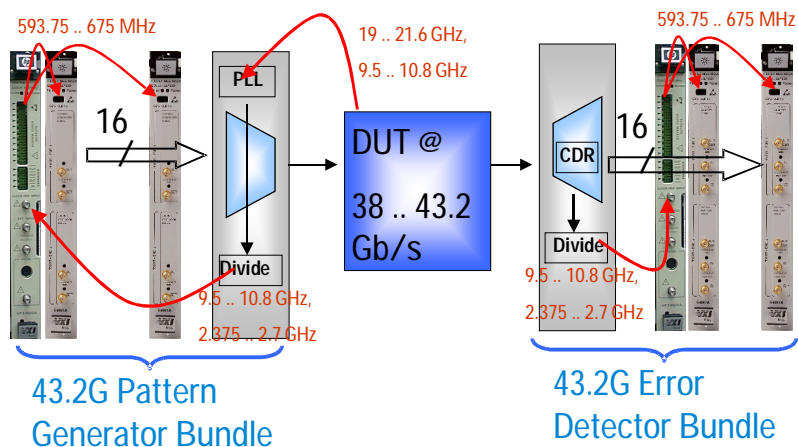 593.75 .. 675 MHz
19 .. 21.6 GHz,
9.5 .. 10.8 GHz
593.75 .. 675 MHz
PLL
16
DUT @
38 .. 43.2
Gb/s
16
CDR
Divide
Divide
9.5 .. 10.8 GHz,
2.375 .. 2.7 GHz
9.5 .. 10.8 GHz,
2.375 .. 2.7 GHz
VXI
VXI
43.2G Pattern
Generator Bundle
43.2G Error
Detector Bundle